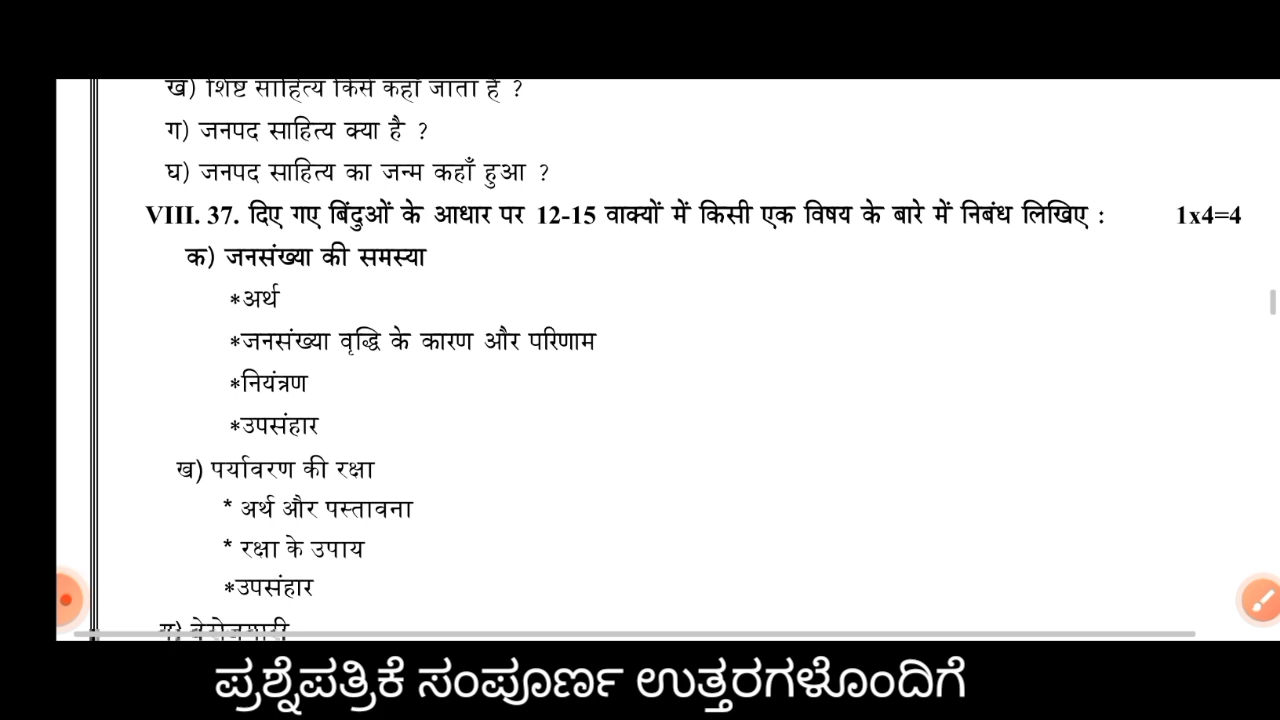 ख) शिष्ट साहित्य किसे कहाँ जाता है ?
ग) जनपद साहित्य क्या है ?
घ) जनपद साहित्य का जन्म कहाँ हुआ ?
VIII. 37. दिए गए बिंदुओं के आधार पर 12-15 वाक्यों में किसी एक विषय के बारे में निबंध लिखिए : 1x4=4
क) जनसंख्या की समस्या
*अर्थ
*जनसंख्या वृद्धि के कारण और परिणाम
*नियंत्रण
*उपसंहार
ख) पर्यावरण की रक्षा
* अर्थ और पस्तावना
* रक्षा के उपाय
*उपसंहार
ग) बेरोजगारी
ಪ್ರಶ್ನೆಪತ್ರಿಕೆ ಸಂಪೂರ್ಣ ಉತ್ತರಗಳೊಂದಿಗೆ